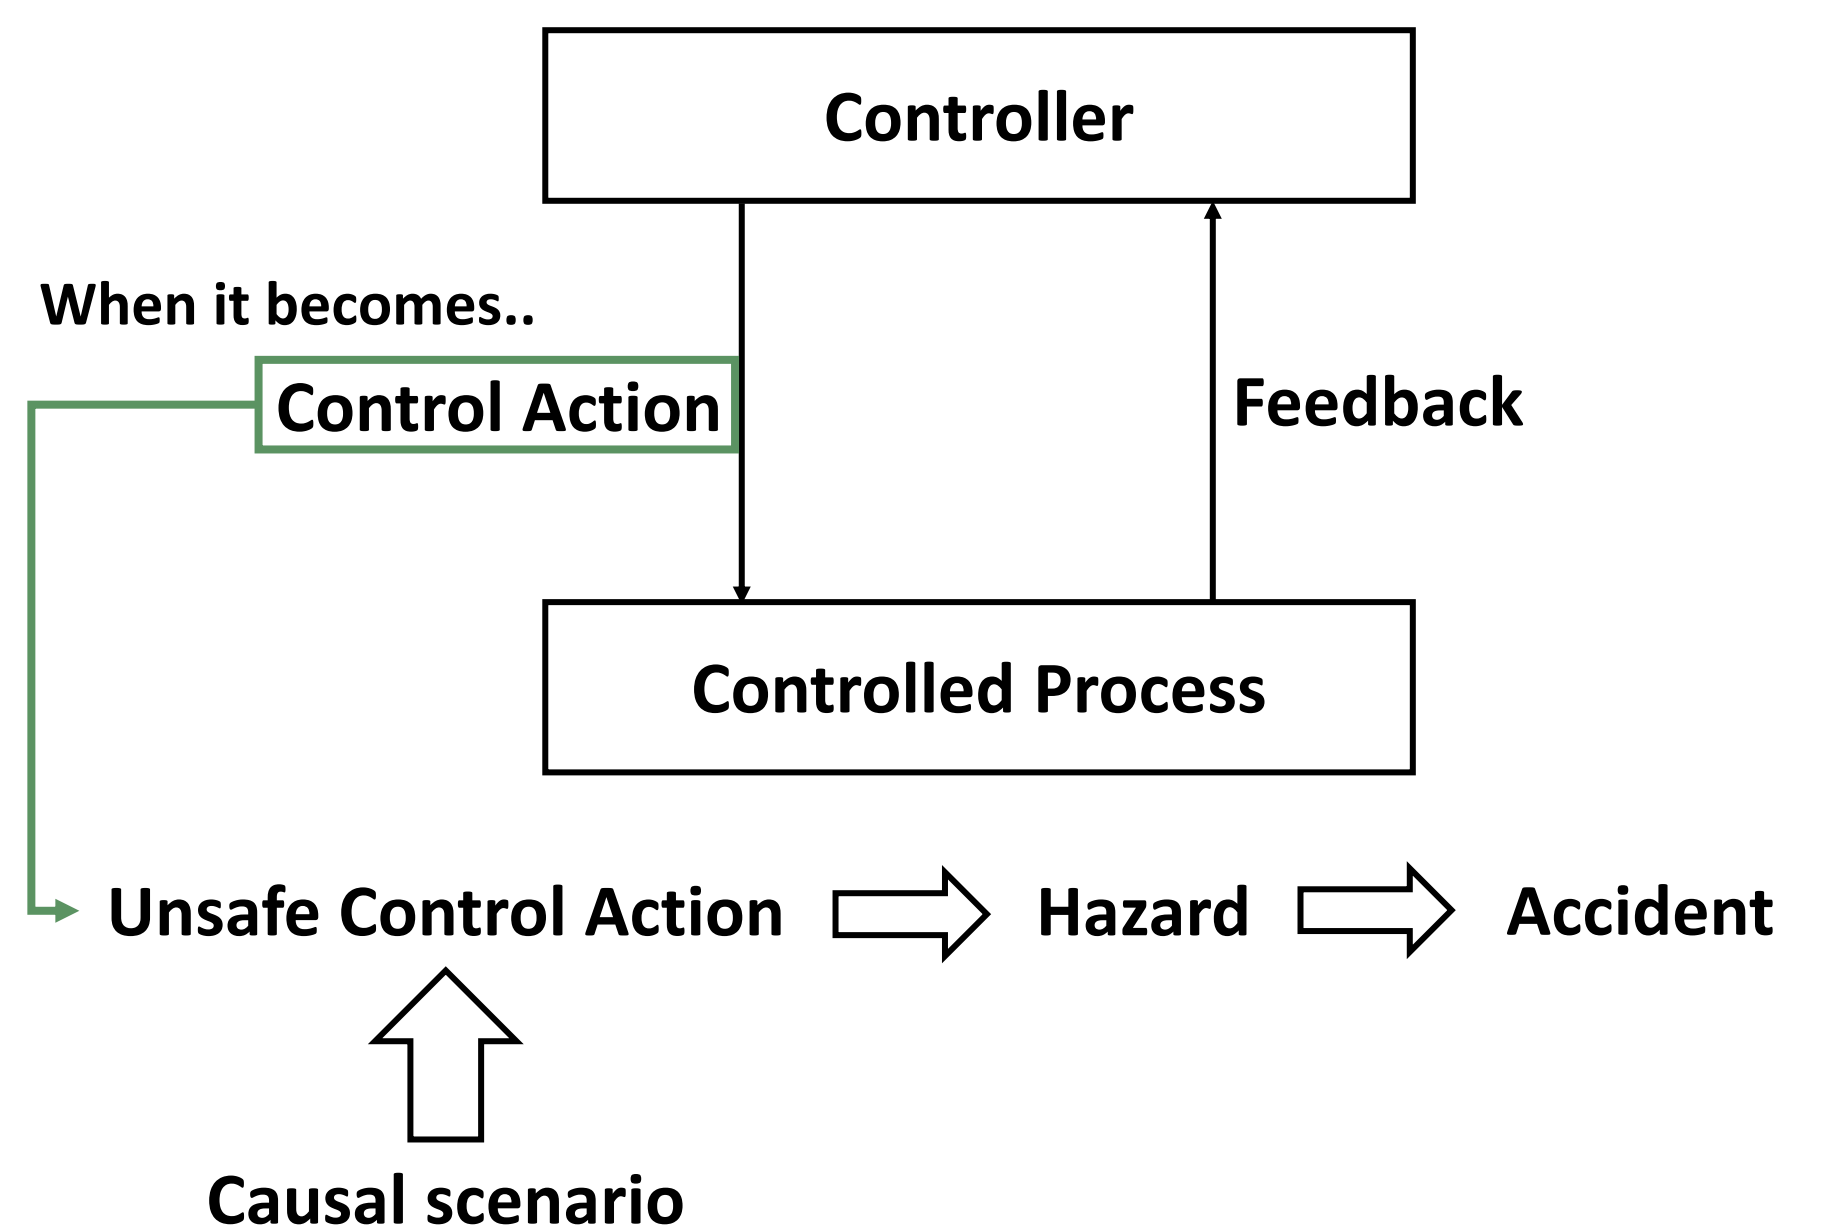 Controller
When it becomes..
Control Action
Feedback
Controlled Process
Unsafe Control Action
Hazard
Accident
Causal scenario